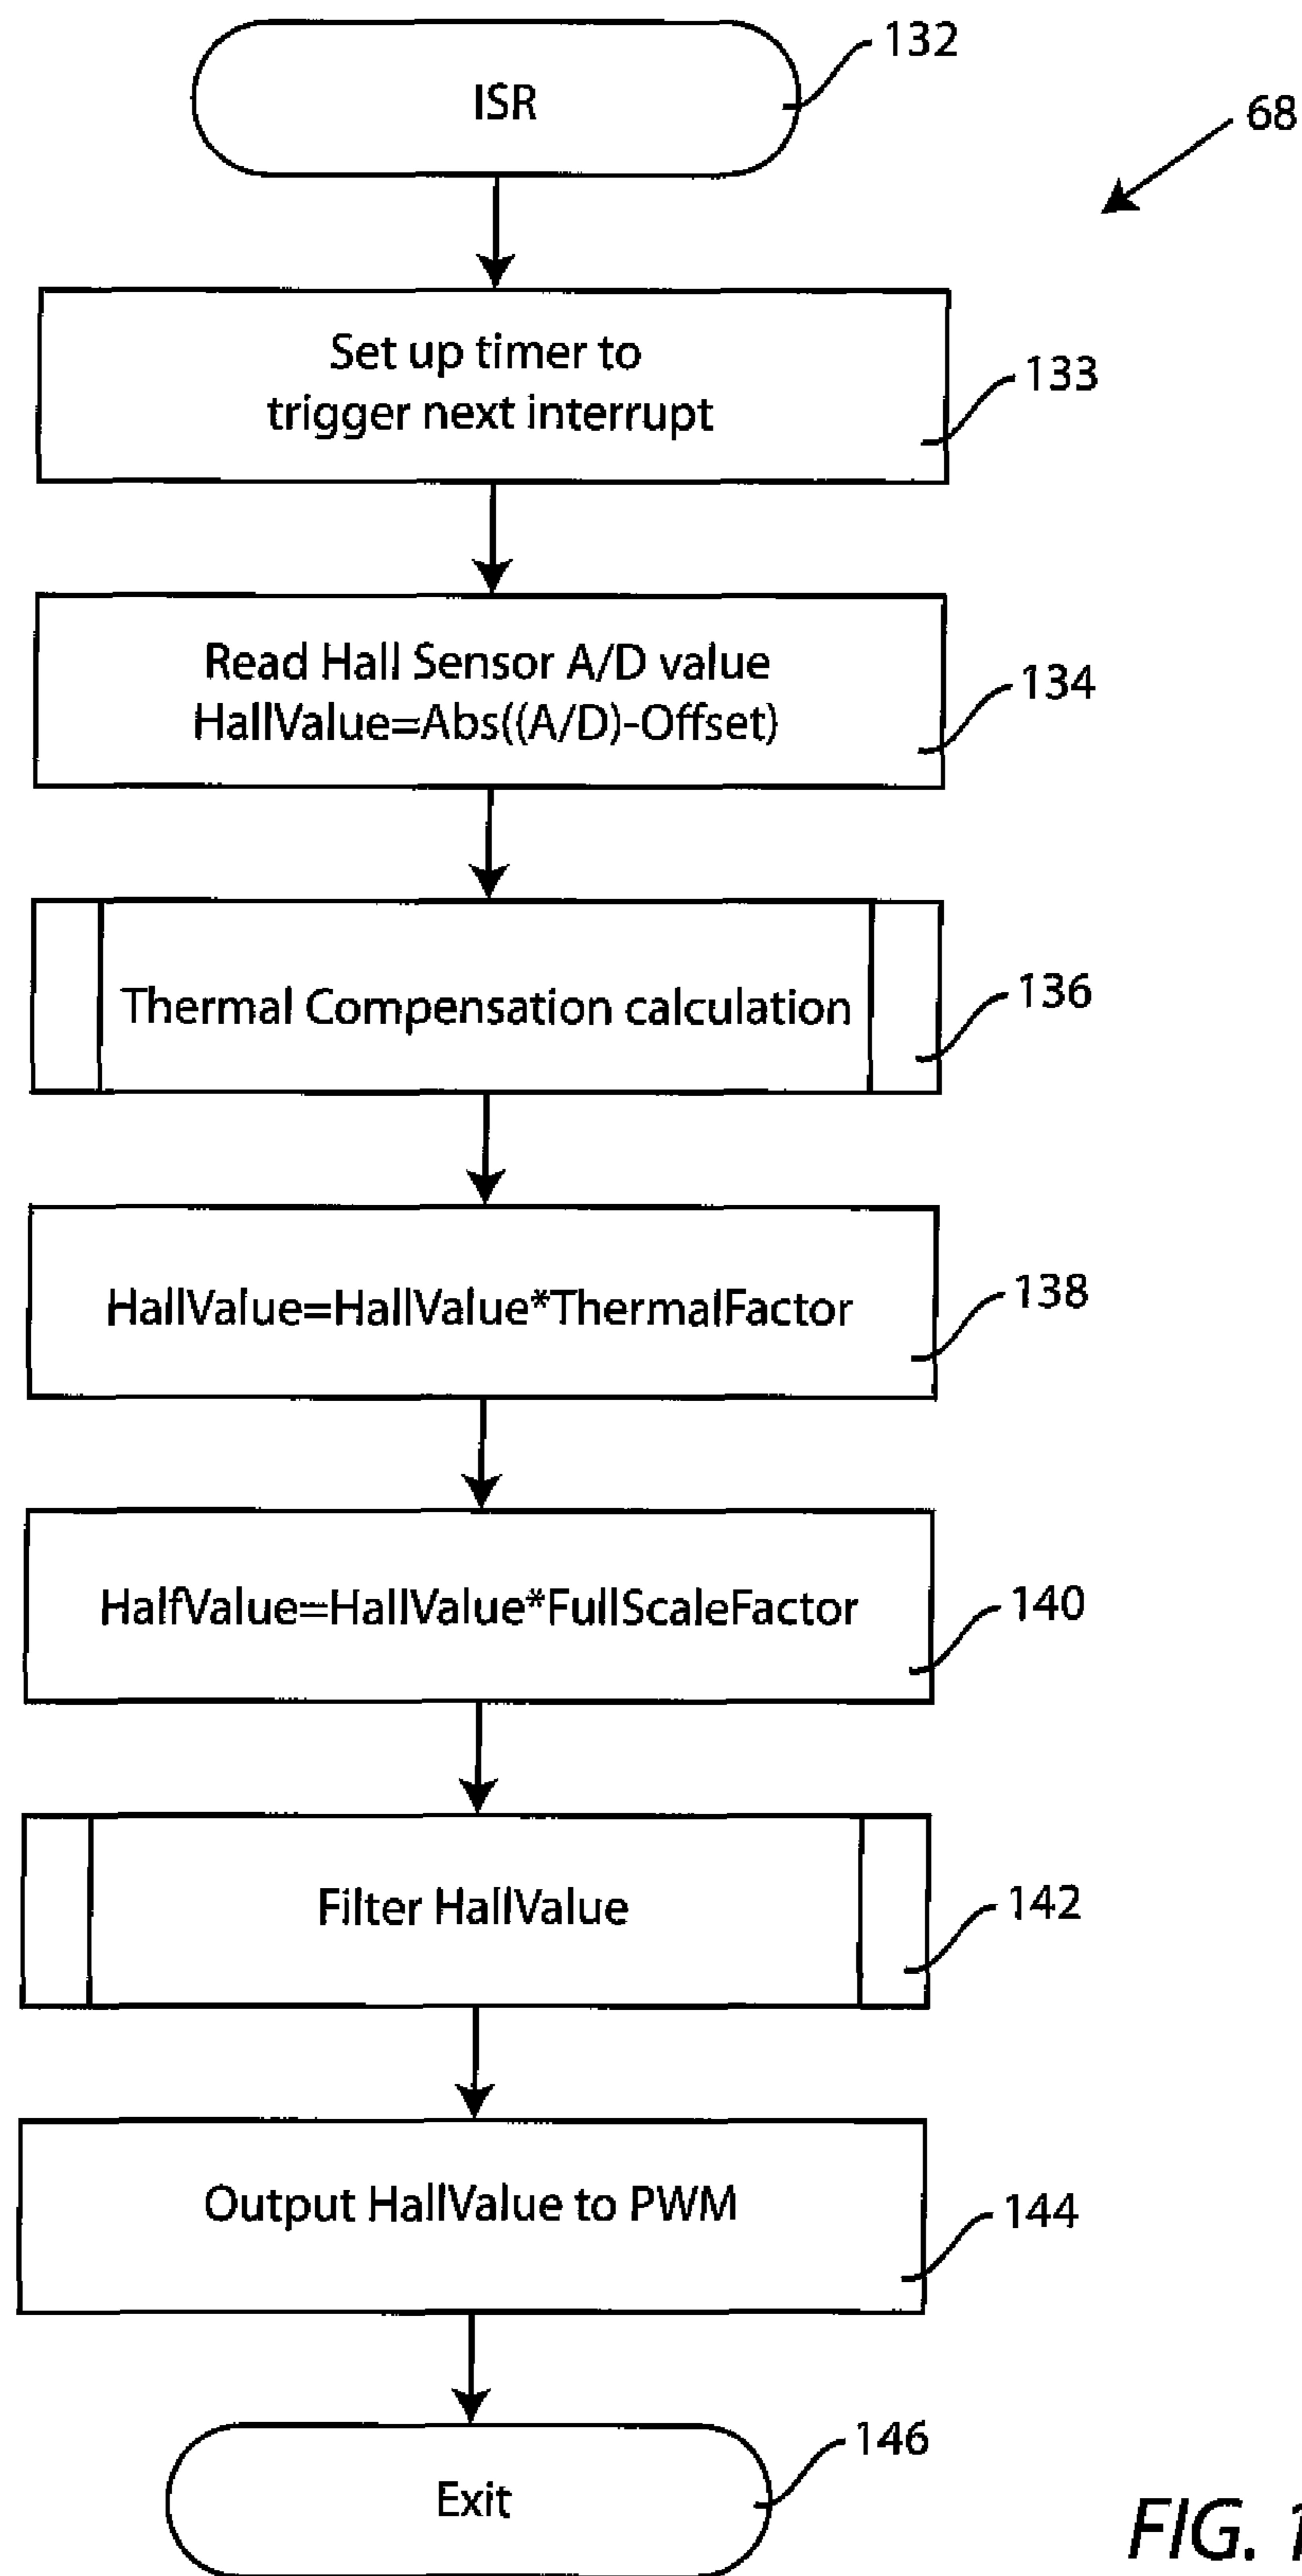 132
ISR
68
Set up timer to
trigger next interrupt
133
Read Hall Sensor A/D value
HallValue=Abs((A/D)-Offset)
134
Thermal Compensation calculation
136
HallValue=HallValue*ThermalFactor
138
HalfValue=HallValue*FullScaleFactor
140
Filter HallValue
142
Output HallValue to PWM
144
146
Exit
FIG. 1